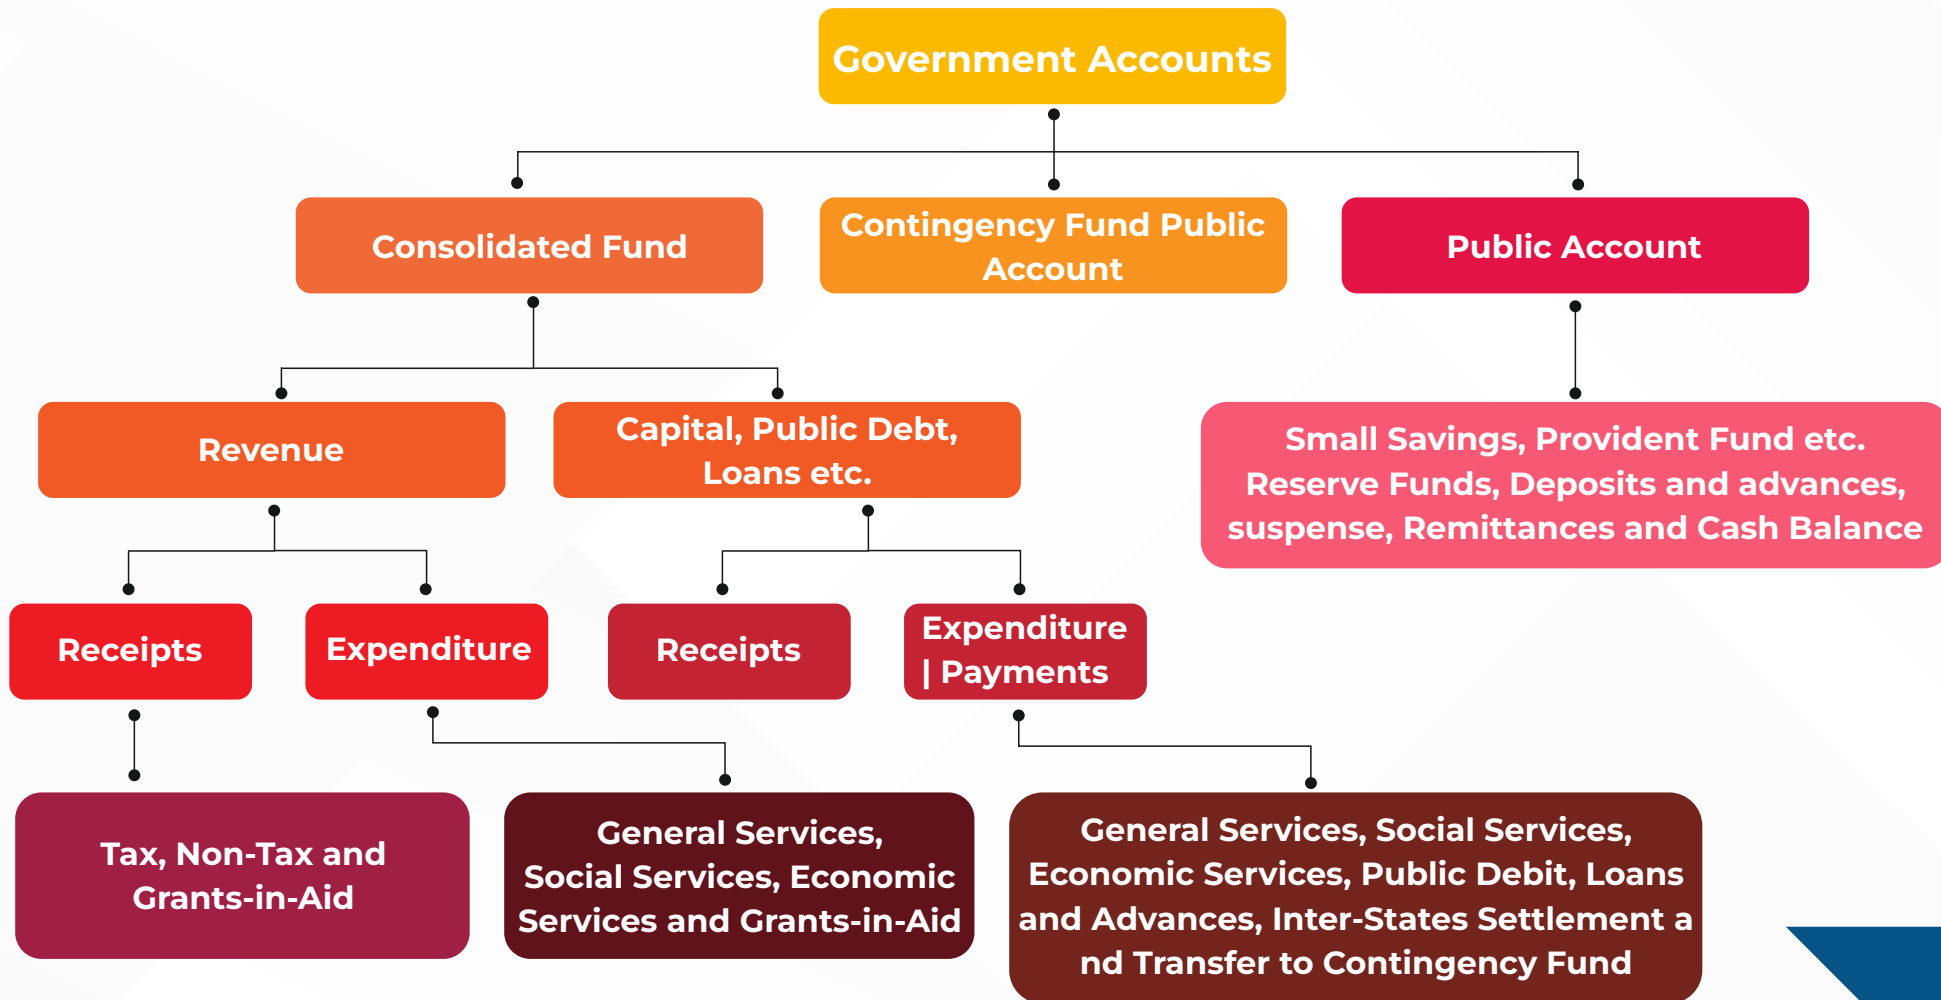 Government Accounts
Consolidated Fund
Contingency Fund Public
Account
Public Account
Revenue
Capital, Public Debt,
Loans etc.
Small Savings, Provident Fund etc.
Reserve Funds, Deposits and advances,
suspense, Remittances and Cash Balance
Receipts
Expenditure
Receipts
Expenditure
| Payments
Tax, Non-Tax and
Grants-in-Aid
General Services,
Social Services, Economic
Services and Grants-in-Aid
General Services, Social Services,
Economic Services, Public Debit, Loans
and Advances, Inter-States Settlement a
nd Transfer to Contingency Fund